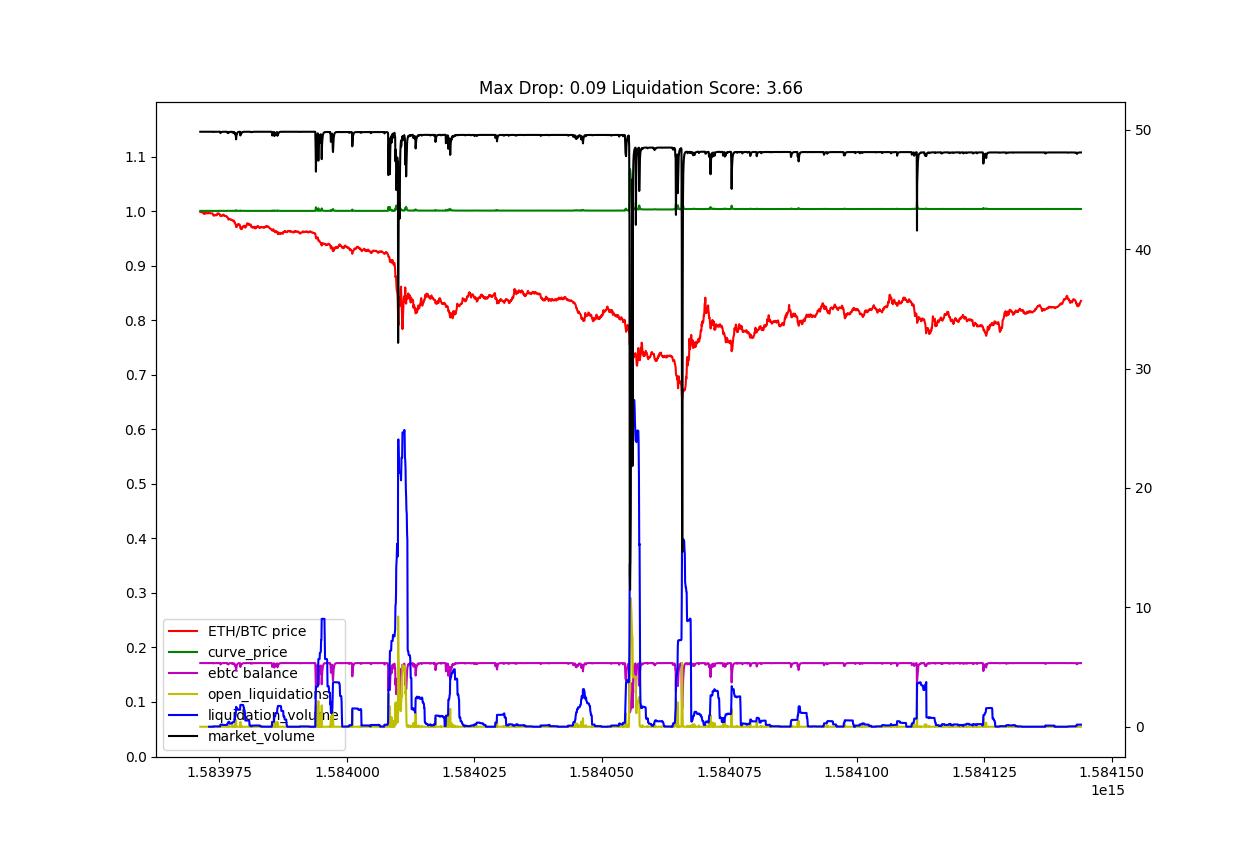 Max Drop: 0.09 Liquidation Score: 3.66
1.1
1.0
0.9
0.8
0.7
0.6
0.5
0.4
0.3
0.2
0.1
0.0
50
40
30
20
10
0
ETH/BTC price
curve_price
ebtc balance
open_liquidations
liquidation_volume
market_volume
1.583975 1.584000 1.584025 1.584050 1.584075 1.584100 1.584125 1.584150
1e15